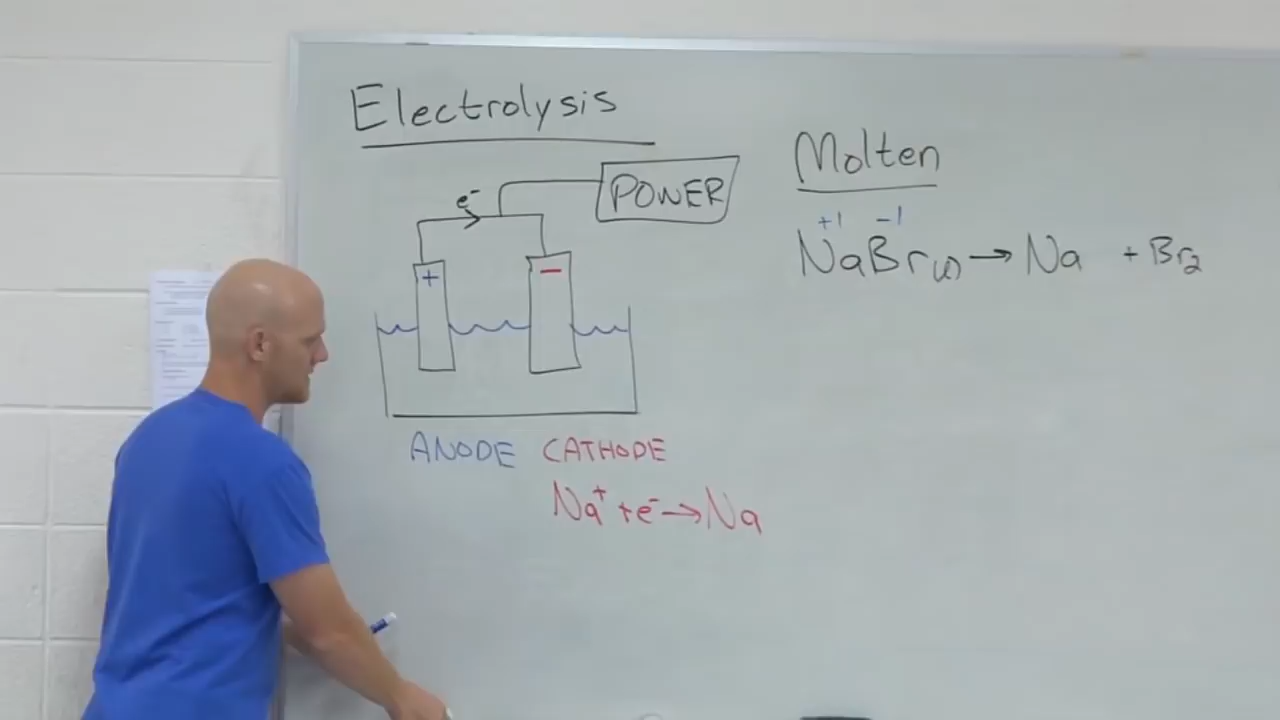 Electrolysis
POWER
e⁻
+
−
ANODE CATHODE
Na⁺ + e⁻ → Na
Molten
+1 −1
NaBr(l) → Na + Br₂